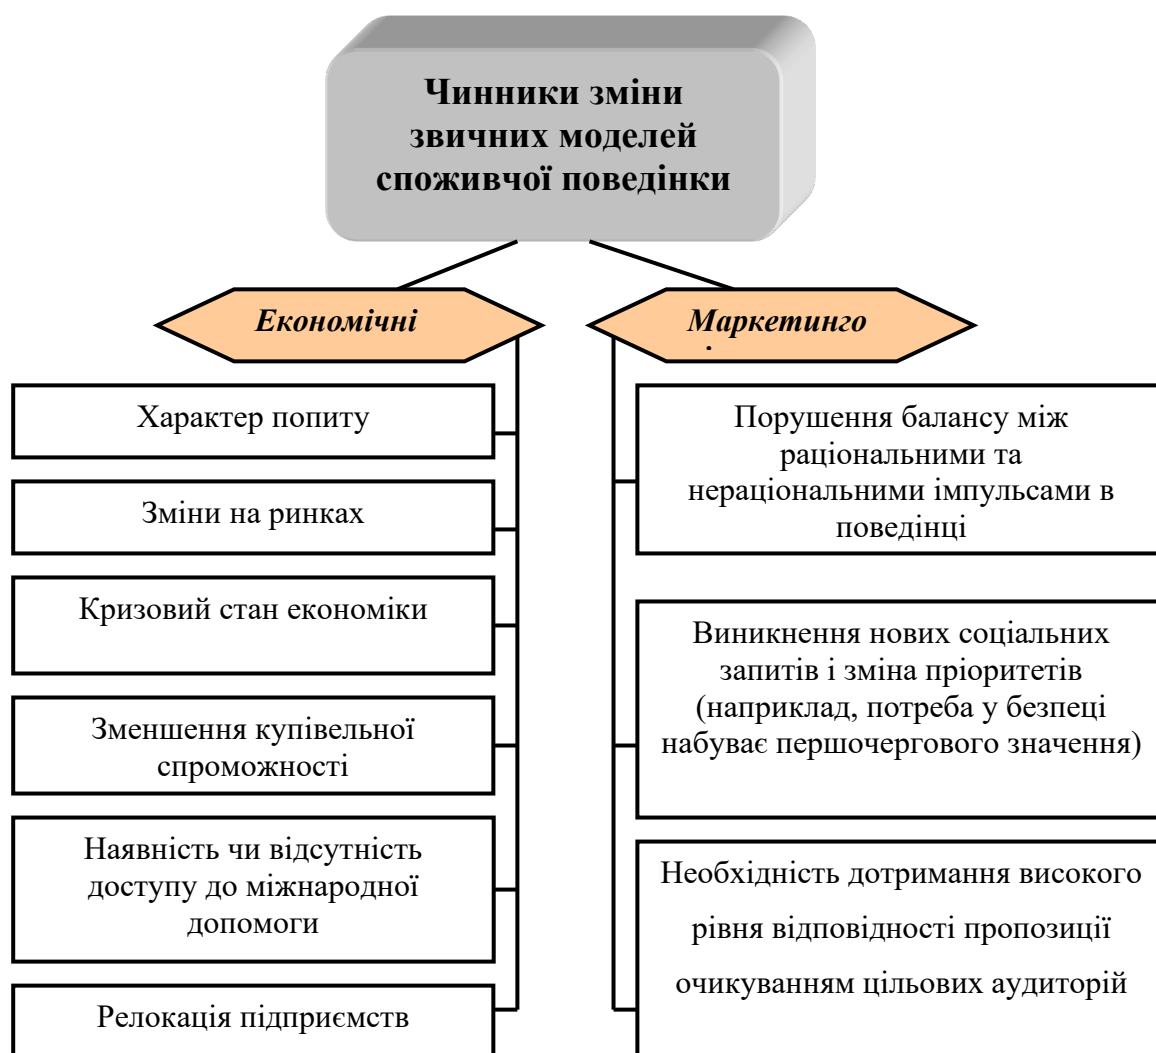 Чинники зміни
звичних моделей
споживчої поведінки
Економічні
Характер попиту
Зміни на ринках
Кризовий стан економіки
Зменшення купівельної
спроможності
Наявність чи відсутність
доступу до міжнародної
допомоги
Релокація підприємств
Маркетинго
Порушення балансу між
раціональними та
нераціональними імпульсами в
поведінці
Виникнення нових соціальних
запитів і зміна пріоритетів
(наприклад, потреба у безпеці
набуває першочергового значення)
Необхідність дотримання високого
рівня відповідності пропозиції
очикуванням цільових аудиторій